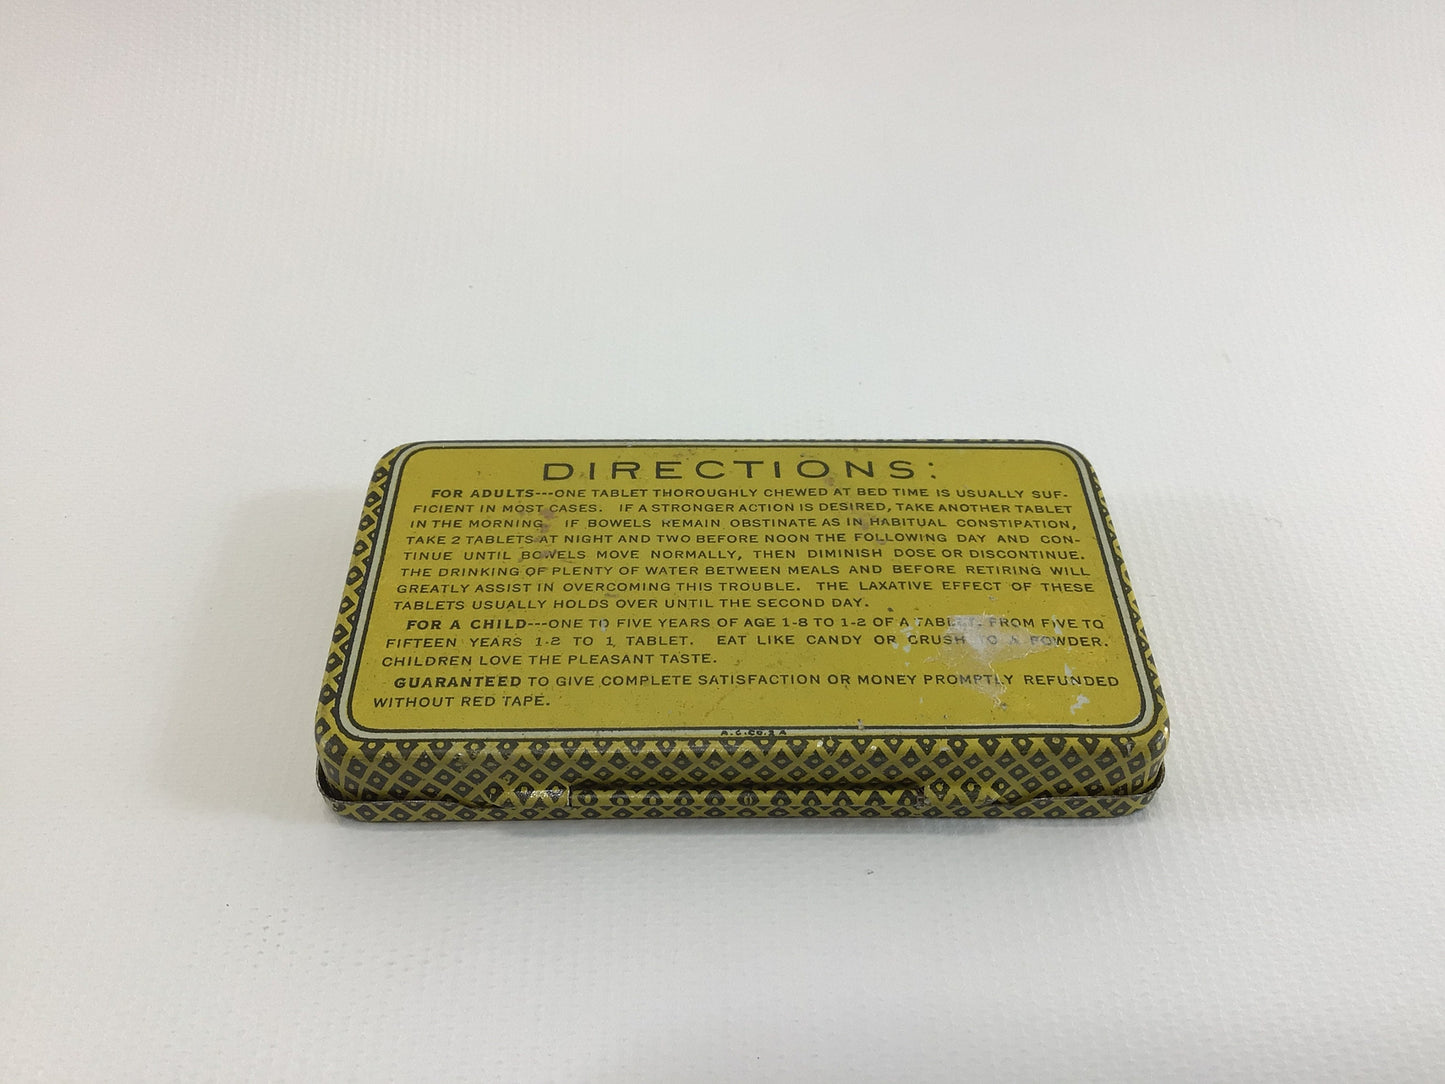 DIRECTIONS:
FOR ADULTS---ONE TABLET THOROUGHLY CHEWED AT BED TIME IS USUALLY SUF-
FICIENT IN MOST CASES. IF A STRONGER ACTION IS DESIRED, TAKE ANOTHER TABLET
IN THE MORNING. IF BOWELS REMAIN OBSTINATE AS IN HABITUAL CONSTIPATION,
TAKE 2 TABLETS AT NIGHT AND TWO BEFORE NOON THE FOLLOWING DAY AND CON-
TINUE UNTIL BOWELS MOVE NORMALLY, THEN DIMINISH DOSE OR DISCONTINUE.
THE DRINKING OF PLENTY OF WATER BETWEEN MEALS AND BEFORE RETIRING WILL
GREATLY ASSIST IN OVERCOMING THIS TROUBLE. THE LAXATIVE EFFECT OF THESE
TABLETS USUALLY HOLDS OVER UNTIL THE SECOND DAY.
FOR A CHILD---ONE TO FIVE YEARS OF AGE 1-8 TO 1-2 OF A TABLET. FROM FIVE TO
FIFTEEN YEARS 1-2 TO 1 TABLET. EAT LIKE CANDY OR CRUSH TO A POWDER.
CHILDREN LOVE THE PLEASANT TASTE.
GUARANTEED TO GIVE COMPLETE SATISFACTION OR MONEY PROMPTLY REFUNDED
WITHOUT RED TAPE.
A.C.CO. 2 A